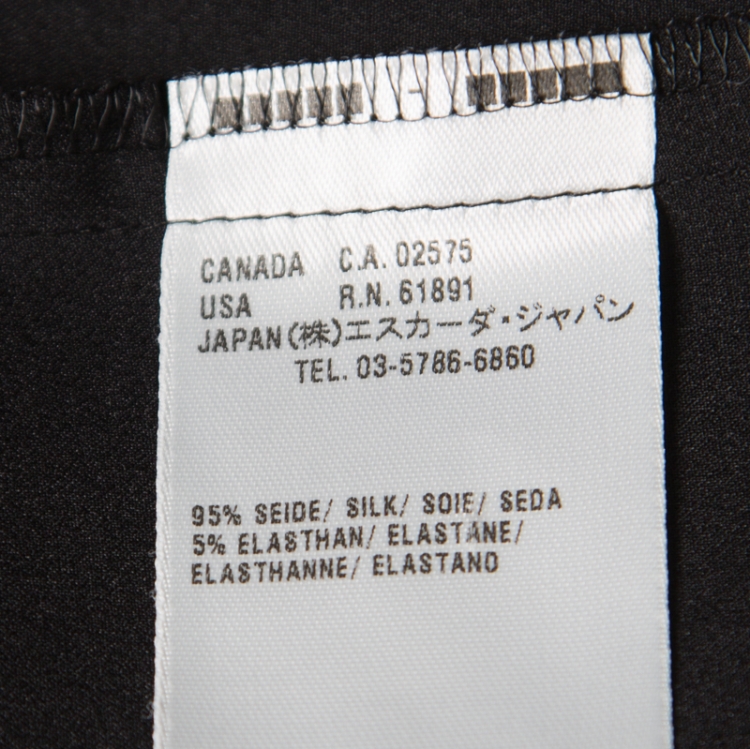 CANADA C.A. 02575
USA R.N. 61891
JAPAN(株)エスカーダ・ジャパン
TEL. 03-5786-6860
95% SEIDE/ SILK/ SOIE/ SEDA
5% ELASTHAN/ ELASTANE/
ELASTHANNE/ ELASTANO